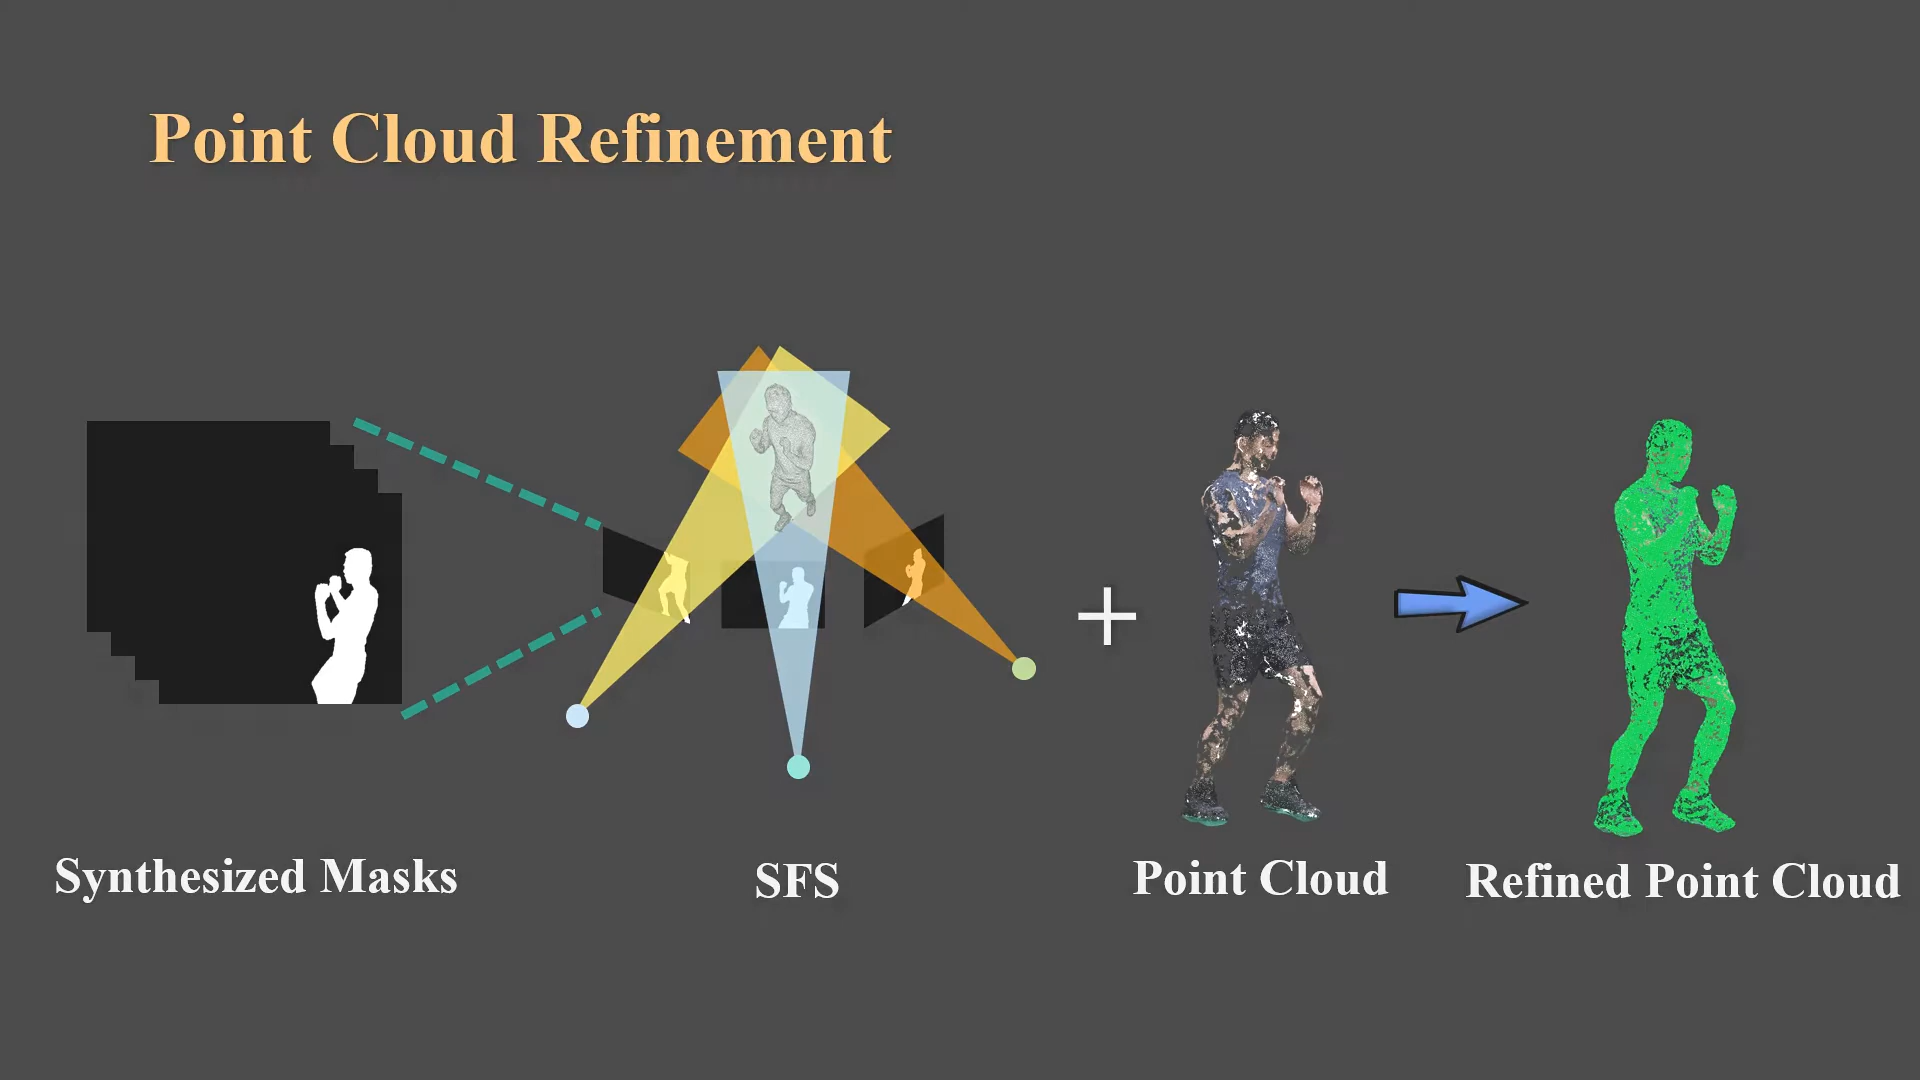 Point Cloud Refinement
Synthesized Masks
SFS
Point Cloud
Refined Point Cloud